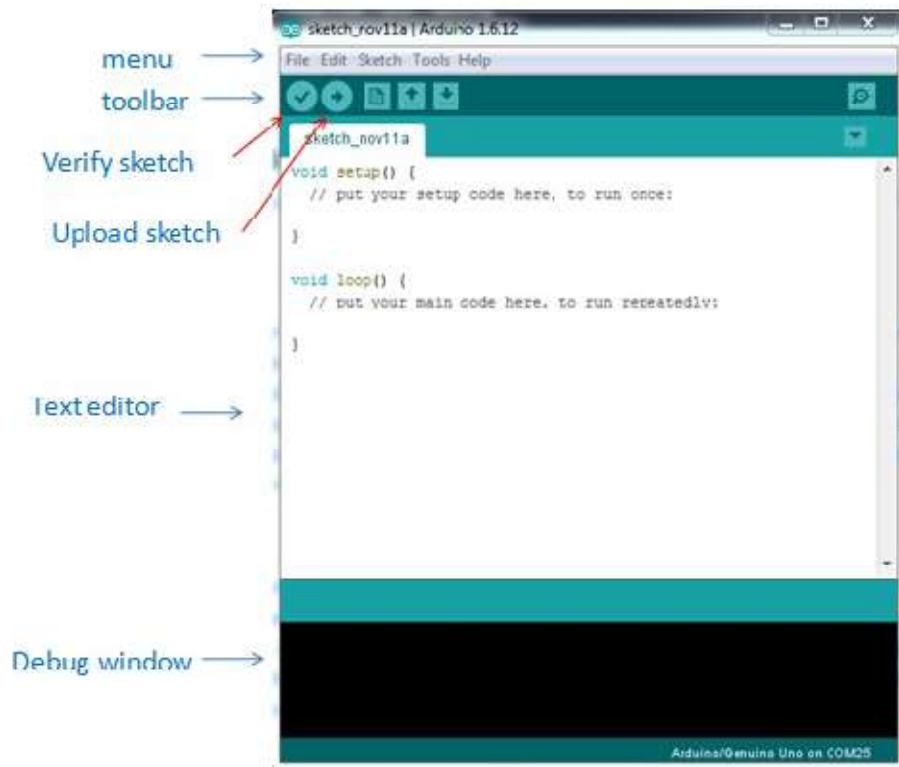 sketch_nov11a | Arduino 1.6.12
menu
File Edit Sketch Tools Help
toolbar
sketch_nov11a
Verify sketch
void setup() {
// put your setup code here, to run once:
Upload sketch
}
void loop() {
// put your main code here, to run repeatedly:
}
Text editor
Debug window
Arduino/Genuino Uno on COM25